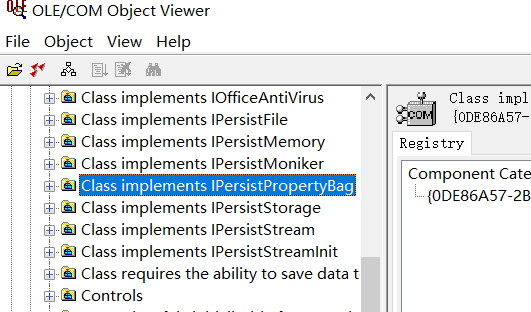 OLE/COM Object Viewer
File Object View Help
Class implements IOfficeAntiVirus
Class implements IPersistFile
Class implements IPersistMemory
Class implements IPersistMoniker
Class implements IPersistPropertyBag
Class implements IPersistStorage
Class implements IPersistStream
Class implements IPersistStreamInit
Class requires the ability to save data t
Controls
COM
Class impl
{0DE86A57-
Registry
Component Cate
{0DE86A57-2B